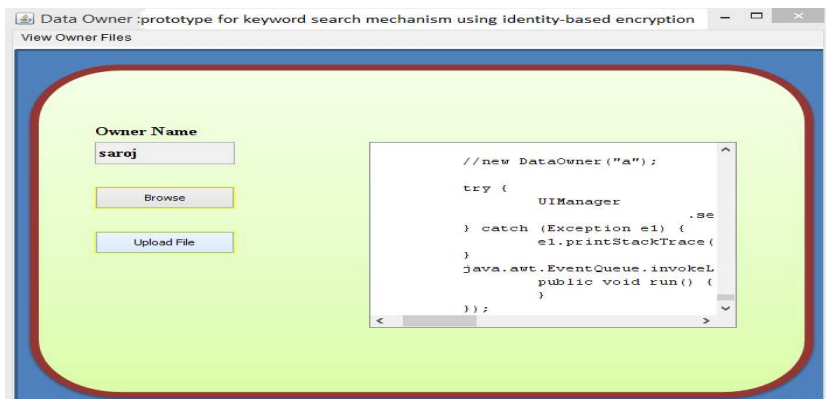 Data Owner :prototype for keyword search mechanism using identity-based encryption
View Owner Files
Owner Name
saroj
Browse
Upload File
//new DataOwner("a");
try {
UIManager
.se
} catch (Exception e1) {
e1.printStackTrace(
}
java.awt.EventQueue.invokeL
public void run() {
}
});